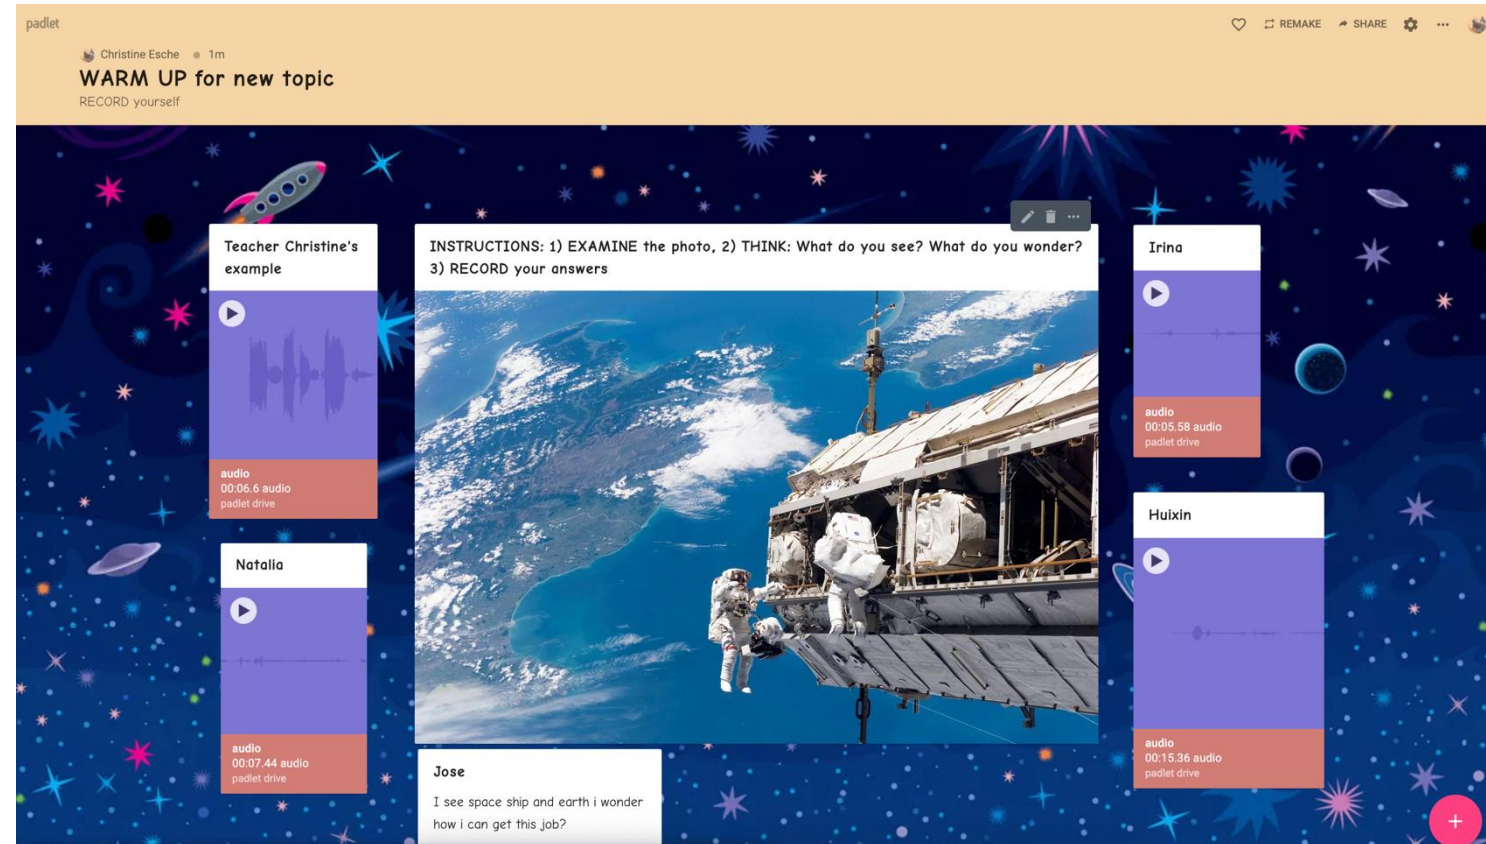 padlet
REMAKE
SHARE
Christine Esche
1m
WARM UP for new topic
RECORD yourself
Teacher Christine's
example
audio
00:06.6 audio
padlet drive
Natalia
audio
00:07.44 audio
padlet drive
INSTRUCTIONS: 1) EXAMINE the photo, 2) THINK: What do you see? What do you wonder?
3) RECORD your answers
Jose
I see space ship and earth i wonder
how i can get this job?
Irina
audio
00:05.58 audio
padlet drive
Huixin
audio
00:15.36 audio
padlet drive